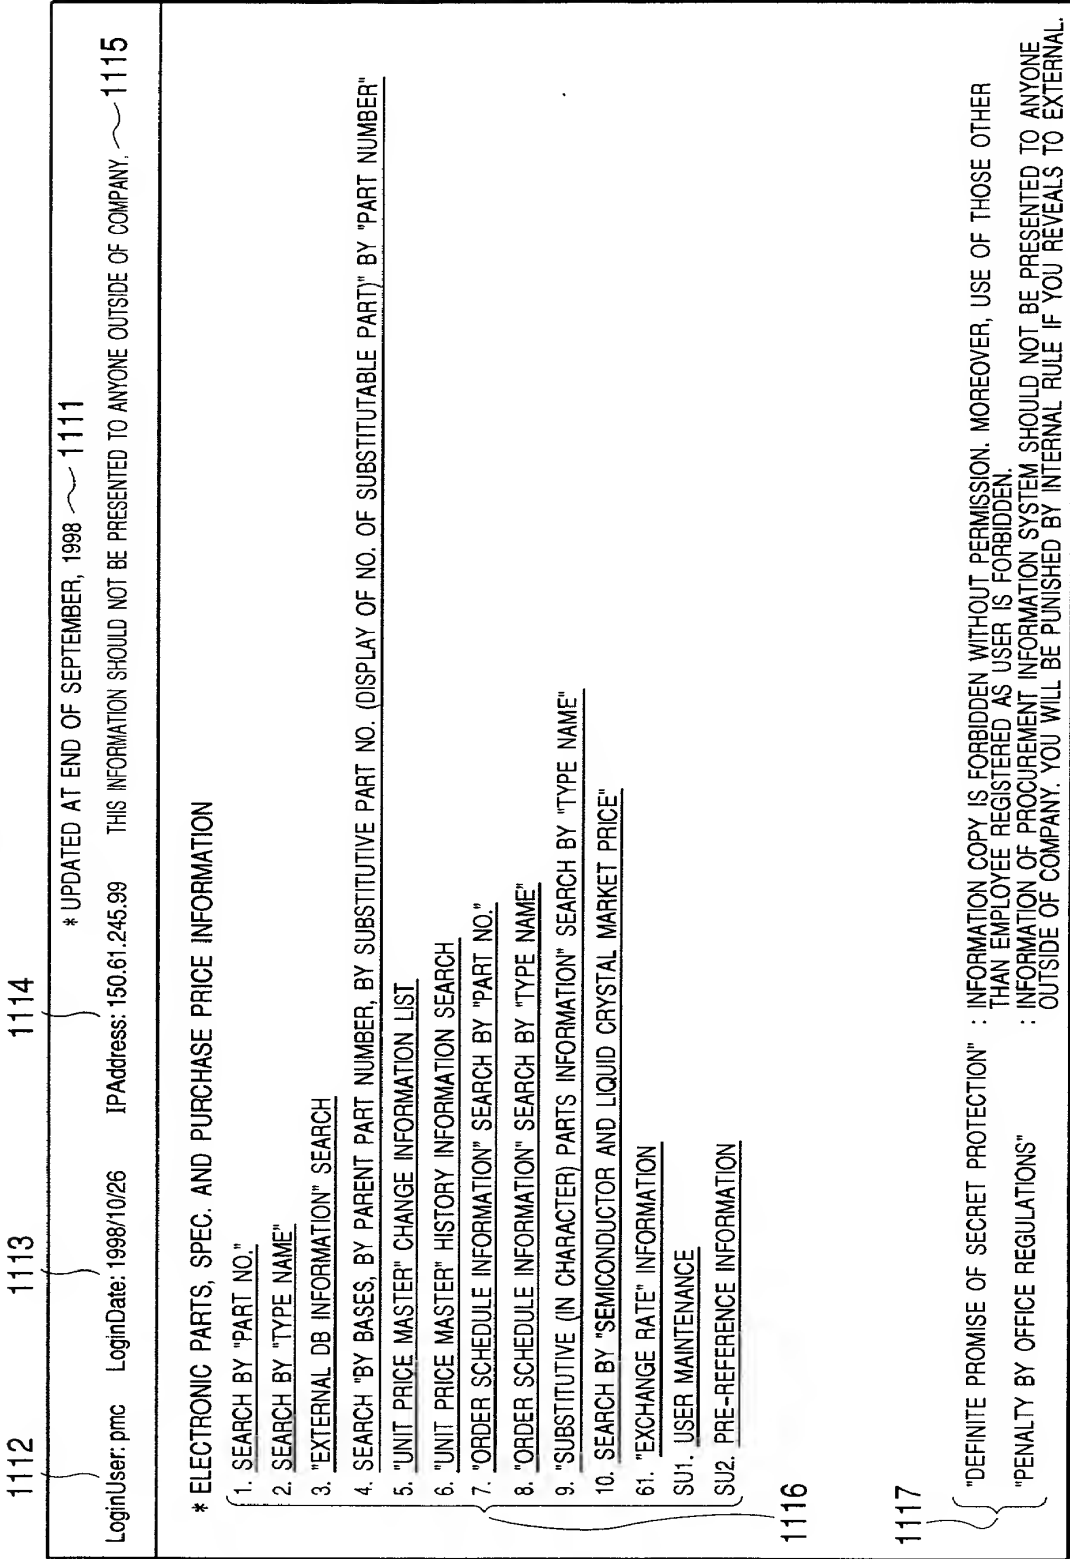 1112
1113
1114
* UPDATED AT END OF SEPTEMBER, 1998 ~ 1111
LoginUser: pmc LoginDate: 1998/10/26 IPAddress: 150.61.245.99 THIS INFORMATION SHOULD NOT BE PRESENTED TO ANYONE OUTSIDE OF COMPANY. ~ 1115
* ELECTRONIC PARTS, SPEC. AND PURCHASE PRICE INFORMATION
1. SEARCH BY "PART NO."
2. SEARCH BY "TYPE NAME"
3. "EXTERNAL DB INFORMATION" SEARCH
4. SEARCH "BY BASES, BY PARENT PART NUMBER, BY SUBSTITUTIVE PART NO. (DISPLAY OF NO. OF SUBSTITUTABLE PART)" BY "PART NUMBER"
5. "UNIT PRICE MASTER" CHANGE INFORMATION LIST
6. "UNIT PRICE MASTER" HISTORY INFORMATION SEARCH
7. "ORDER SCHEDULE INFORMATION" SEARCH BY "PART NO."
8. "ORDER SCHEDULE INFORMATION" SEARCH BY "TYPE NAME"
9. "SUBSTITUTIVE (IN CHARACTER) PARTS INFORMATION" SEARCH BY "TYPE NAME"
10. SEARCH BY "SEMICONDUCTOR AND LIQUID CRYSTAL MARKET PRICE"
61. "EXCHANGE RATE" INFORMATION
SU1. USER MAINTENANCE
SU2. PRE-REFERENCE INFORMATION
1116
1117
"DEFINITE PROMISE OF SECRET PROTECTION" : INFORMATION COPY IS FORBIDDEN WITHOUT PERMISSION. MOREOVER, USE OF THOSE OTHER
THAN EMPLOYEE REGISTERED AS USER IS FORBIDDEN.
"PENALTY BY OFFICE REGULATIONS" : INFORMATION OF PROCUREMENT INFORMATION SYSTEM SHOULD NOT BE PRESENTED TO ANYONE
OUTSIDE OF COMPANY. YOU WILL BE PUNISHED BY INTERNAL RULE IF YOU REVEALS TO EXTERNAL.